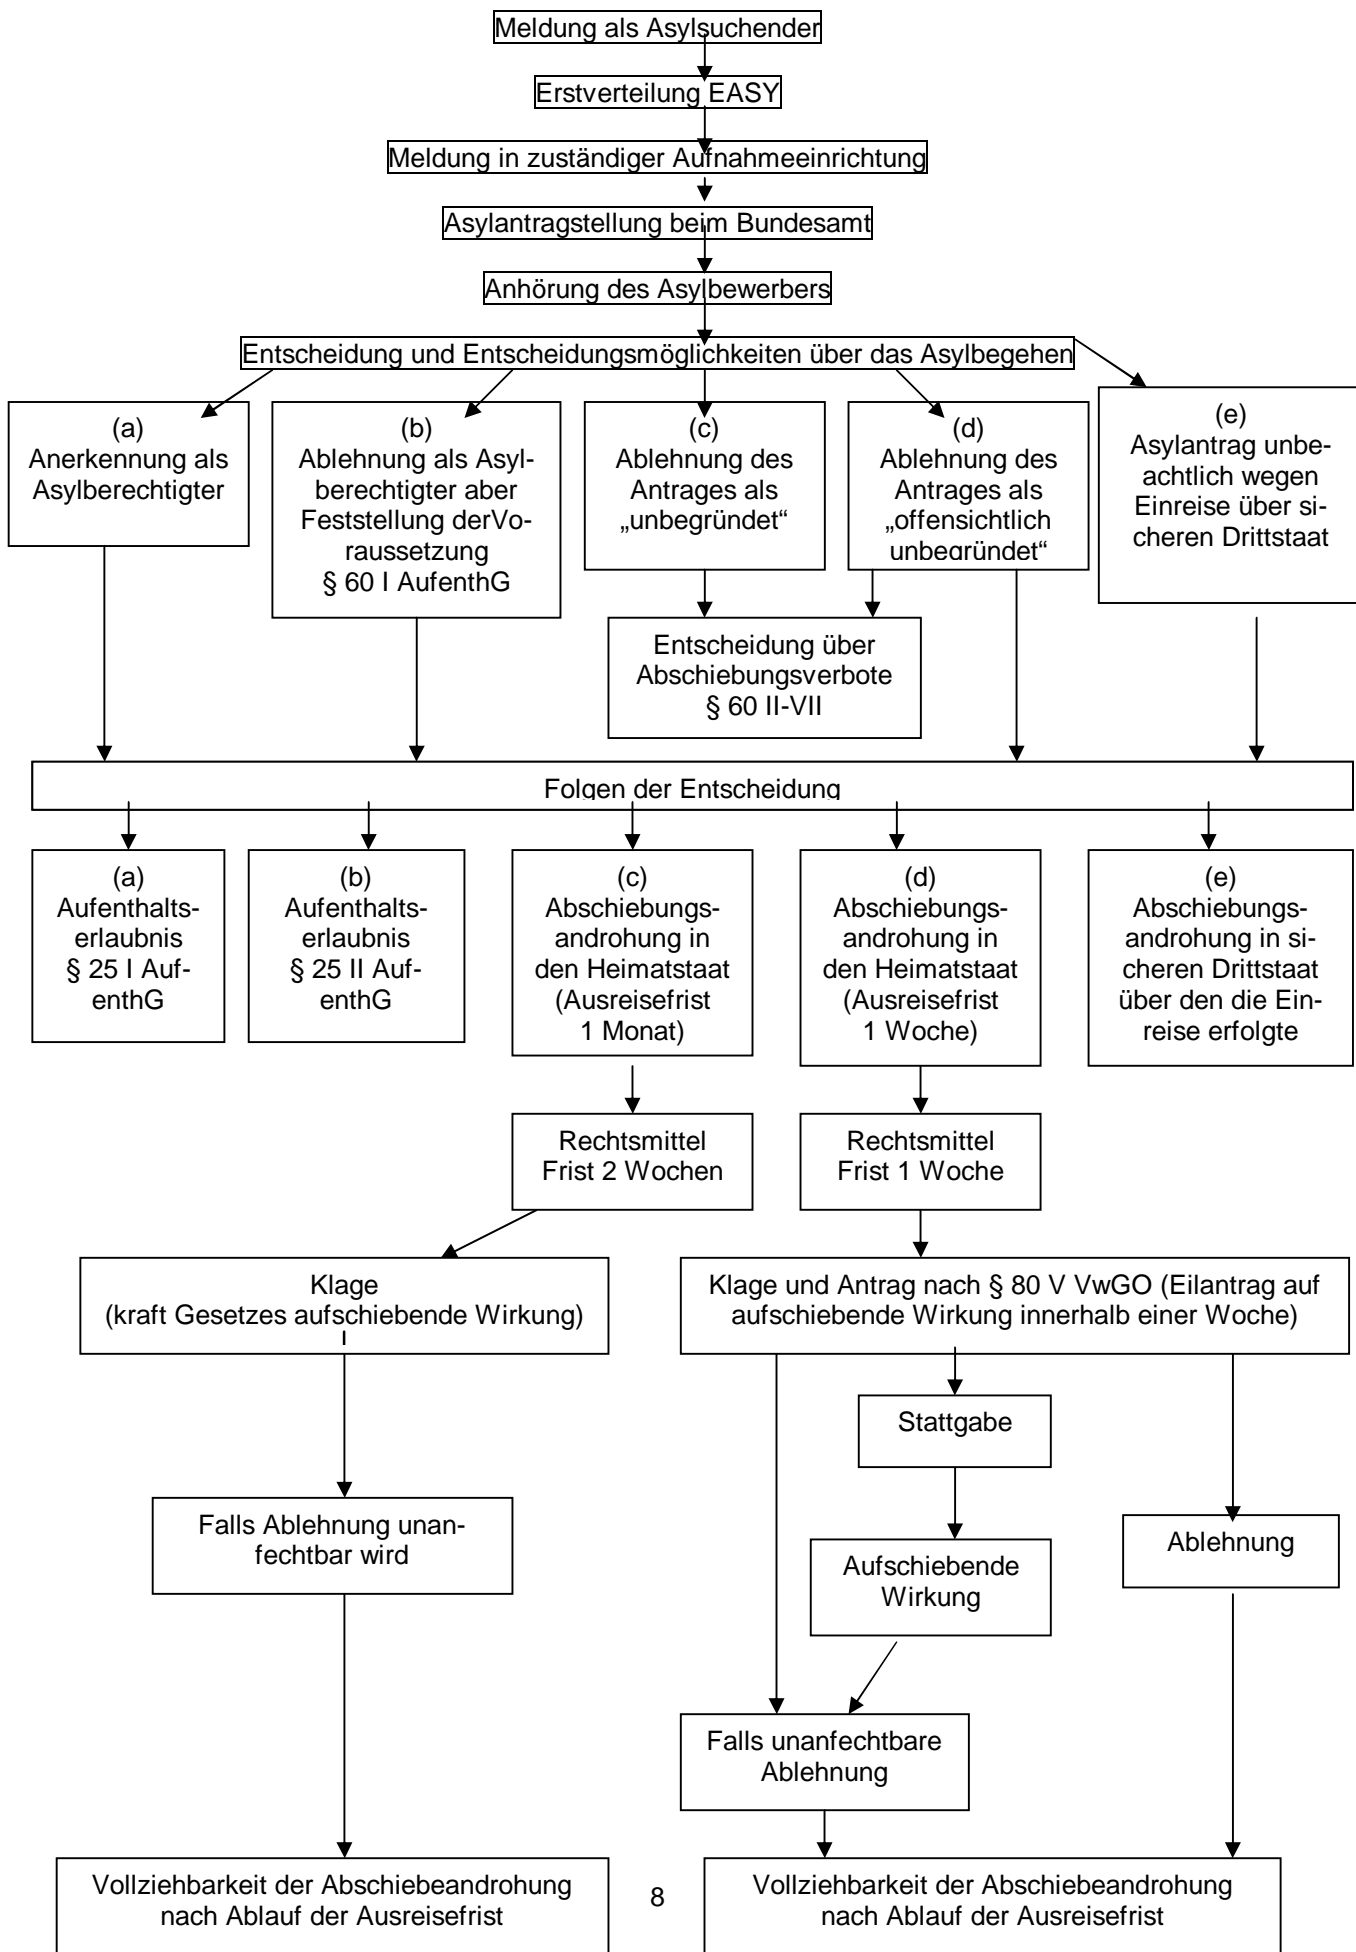 Meldung als Asylsuchender
Erstverteilung EASY
Meldung in zuständiger Aufnahmeeinrichtung
Asylantragstellung beim Bundesamt
Anhörung des Asylbewerbers
Entscheidung und Entscheidungsmöglichkeiten über das Asylbegehen
(a)
Anerkennung als
Asylberechtigter
(b)
Ablehnung als Asyl-
berechtigter aber
Feststellung derVo-
raussetzung
§ 60 I AufenthG
(c)
Ablehnung des
Antrages als
„unbegründet“
(d)
Ablehnung des
Antrages als
„offensichtlich
unbegründet“
(e)
Asylantrag unbe-
achtlich wegen
Einreise über si-
cheren Drittstaat
Entscheidung über
Abschiebungsverbote
§ 60 II-VII
Folgen der Entscheidung
(a)
Aufenthalts-
erlaubnis
§ 25 I Auf-
enthG
(b)
Aufenthalts-
erlaubnis
§ 25 II Auf-
enthG
(c)
Abschiebungs-
androhung in
den Heimatstaat
(Ausreisefrist
1 Monat)
(d)
Abschiebungs-
androhung in
den Heimatstaat
(Ausreisefrist
1 Woche)
(e)
Abschiebungs-
androhung in si-
cheren Drittstaat
über den die Ein-
reise erfolgte
Rechtsmittel
Frist 2 Wochen
Rechtsmittel
Frist 1 Woche
Klage
(kraft Gesetzes aufschiebende Wirkung)
Klage und Antrag nach § 80 V VwGO (Eilantrag auf
aufschiebende Wirkung innerhalb einer Woche)
Stattgabe
Falls Ablehnung unan-
fechtbar wird
Aufschiebende
Wirkung
Ablehnung
Falls unanfechtbare
Ablehnung
Vollziehbarkeit der Abschiebeandrohung
nach Ablauf der Ausreisefrist
8
Vollziehbarkeit der Abschiebeandrohung
nach Ablauf der Ausreisefrist